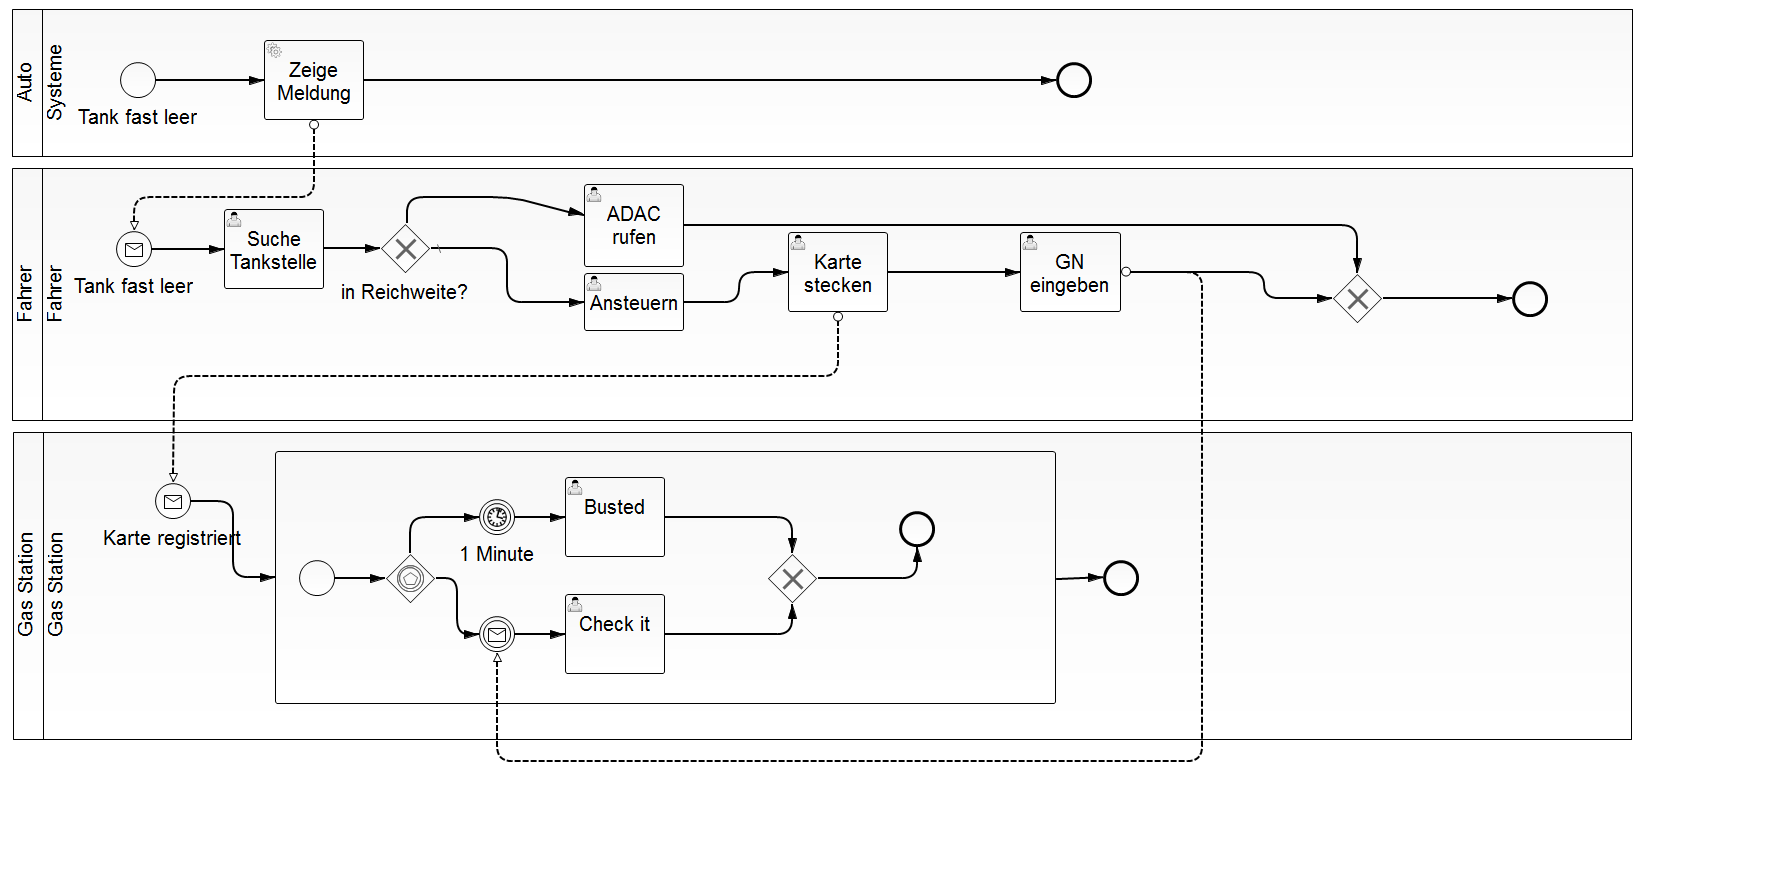 Auto
Systeme
Zeige
Meldung
Tank fast leer
Fahrer
Fahrer
Tank fast leer
Suche
Tankstelle
in Reichweite?
ADAC
rufen
Ansteuern
Karte
stecken
GN
eingeben
Gas Station
Gas Station
Karte registriert
1 Minute
Busted
Check it